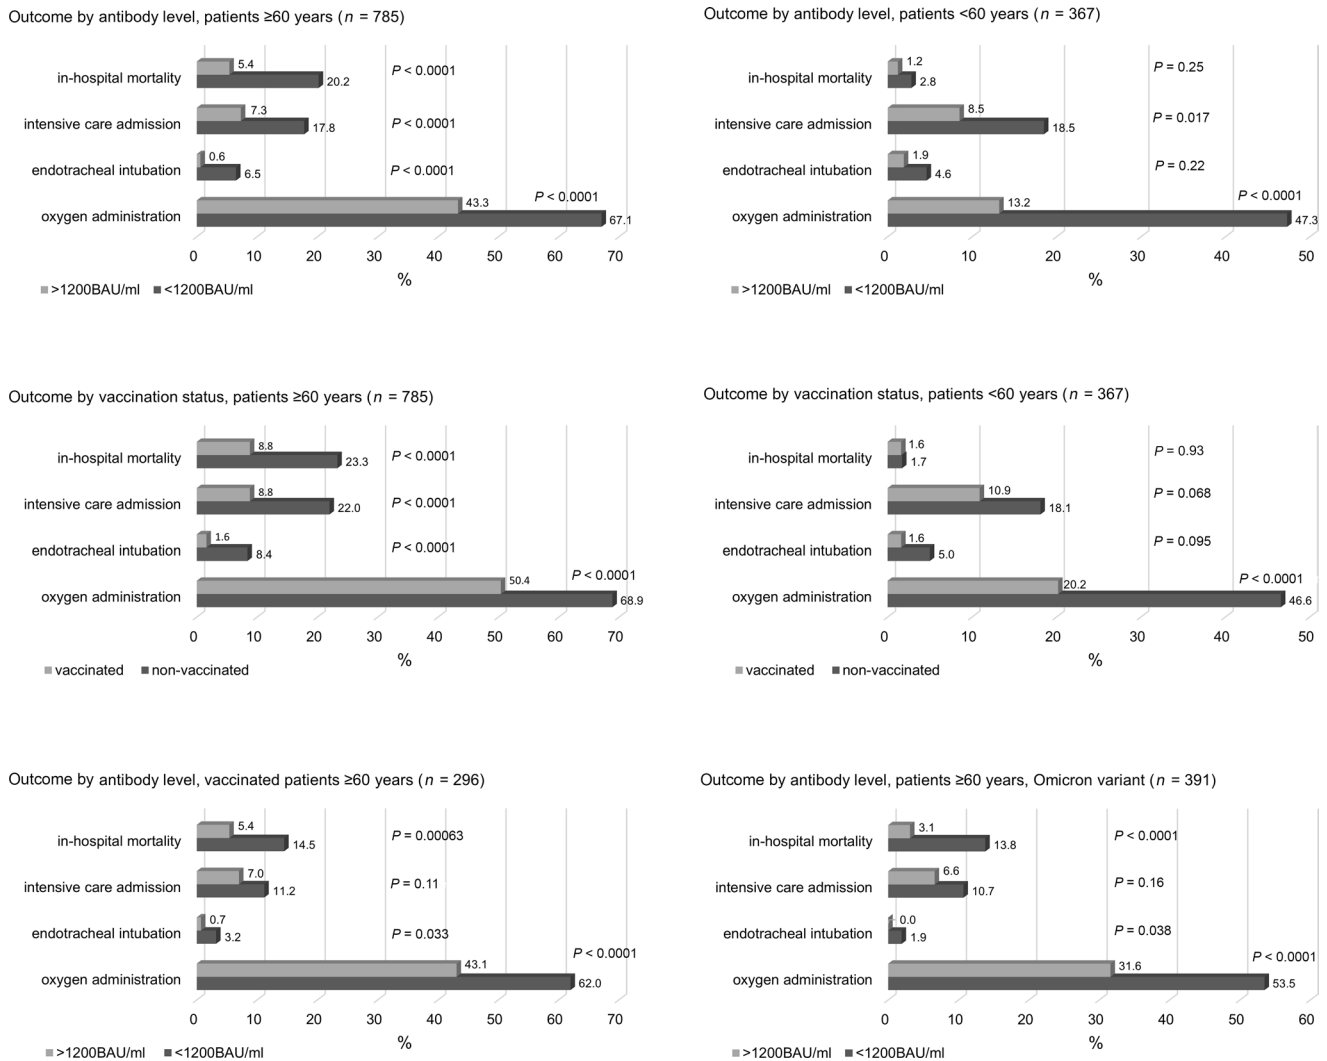 Outcome by antibody level, patients ≥60 years (n = 785)
in-hospital mortality
5.4
20.2
P < 0.0001
intensive care admission
7.3
17.8
P < 0.0001
endotracheal intubation
0.6
6.5
P < 0.0001
oxygen administration
43.3
67.1
P < 0.0001
0 10 20 30 40 50 60 70
%
>1200BAU/ml <1200BAU/ml
Outcome by antibody level, patients <60 years (n = 367)
in-hospital mortality
1.2
2.8
P = 0.25
intensive care admission
8.5
18.5
P = 0.017
endotracheal intubation
1.9
4.6
P = 0.22
oxygen administration
13.2
47.3
P < 0.0001
0 10 20 30 40 50
%
>1200BAU/ml <1200BAU/ml
Outcome by vaccination status, patients ≥60 years (n = 785)
in-hospital mortality
8.8
23.3
P < 0.0001
intensive care admission
8.8
22.0
P < 0.0001
endotracheal intubation
1.6
8.4
P < 0.0001
oxygen administration
50.4
68.9
P < 0.0001
0 10 20 30 40 50 60 70
%
vaccinated non-vaccinated
Outcome by vaccination status, patients <60 years (n = 367)
in-hospital mortality
1.6
1.7
P = 0.93
intensive care admission
10.9
18.1
P = 0.068
endotracheal intubation
1.6
5.0
P = 0.095
oxygen administration
20.2
46.6
P < 0.0001
0 10 20 30 40 50
%
vaccinated non-vaccinated
Outcome by antibody level, vaccinated patients ≥60 years (n = 296)
in-hospital mortality
5.4
14.5
P = 0.00063
intensive care admission
7.0
11.2
P = 0.11
endotracheal intubation
0.7
3.2
P = 0.033
oxygen administration
43.1
62.0
P < 0.0001
0 10 20 30 40 50 60 70
%
>1200BAU/ml <1200BAU/ml
Outcome by antibody level, patients ≥60 years, Omicron variant (n = 391)
in-hospital mortality
3.1
13.8
P < 0.0001
intensive care admission
6.6
10.7
P = 0.16
endotracheal intubation
0.0
1.9
P = 0.038
oxygen administration
31.6
53.5
P < 0.0001
0 10 20 30 40 50 60
%
>1200BAU/ml <1200BAU/ml